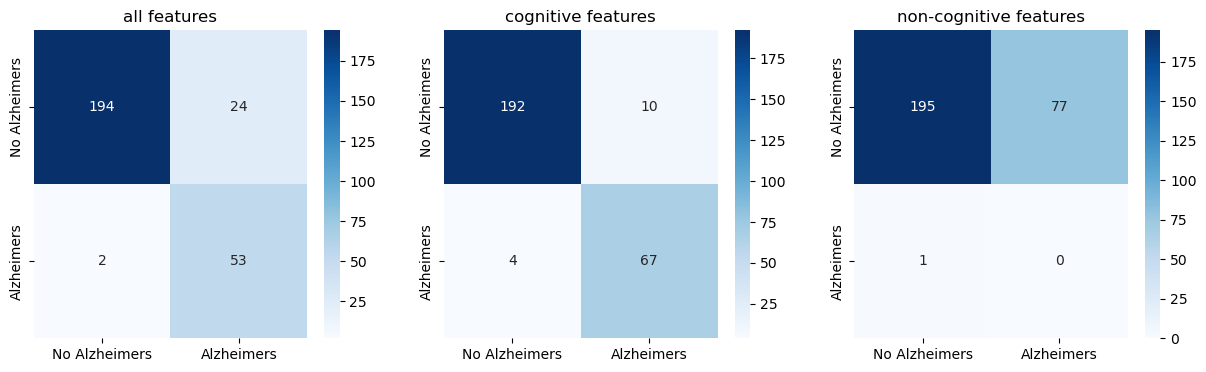 all features
No Alzheimers
Alzheimers
194
24
2
53
No Alzheimers
Alzheimers
175
150
125
100
75
50
25
cognitive features
No Alzheimers
Alzheimers
192
10
4
67
No Alzheimers
Alzheimers
175
150
125
100
75
50
25
non-cognitive features
No Alzheimers
Alzheimers
195
77
1
0
No Alzheimers
Alzheimers
175
150
125
100
75
50
25
0